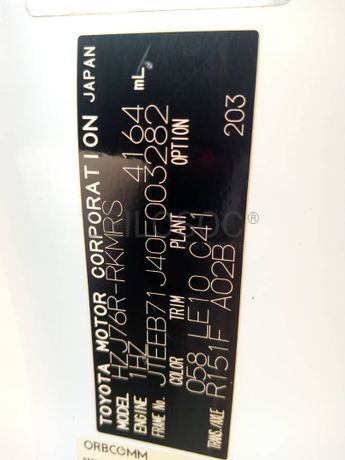 TOYOTA MOTOR CORPORATION JAPAN
MODEL HZJ76R-RKMRS
ENGINE 1HZ 4164 mL
FRAME No. JTEEB71J40F003282
COLOR TRIM PLANT OPTION
058 LE10 C41 203
TRANS./AXLE R151F A02B
ORBCOMM